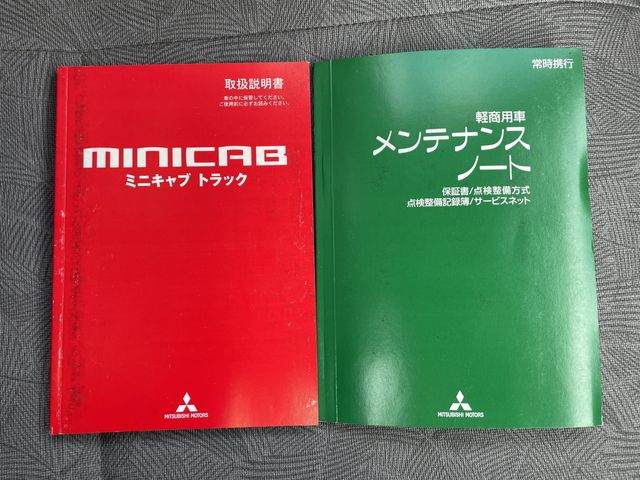 取扱説明書
車の中に保管してください。
ご使用前に必ずお読みください。
MINICAB
ミニキャブ トラック
MITSUBISHI MOTORS
常時携行
軽商用車
メンテナンス
ノート
保証書/点検整備方式
点検整備記録簿/サービスネット
MITSUBISHI MOTORS